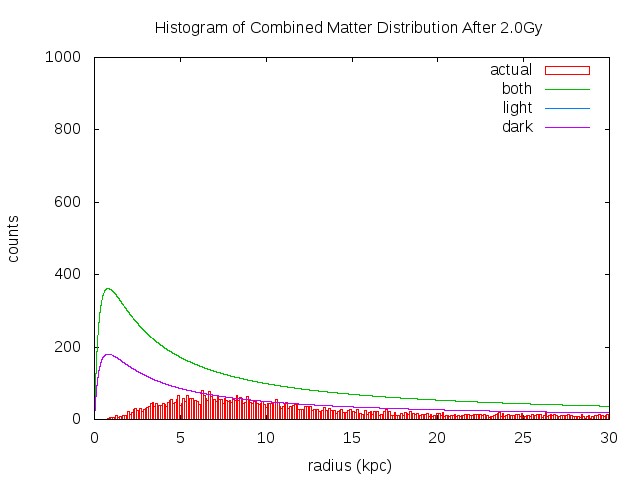 Histogram of Combined Matter Distribution After 2.0Gy
1000
800
600
400
200
0
counts
actual
both
light
dark
0 5 10 15 20 25 30
radius (kpc)